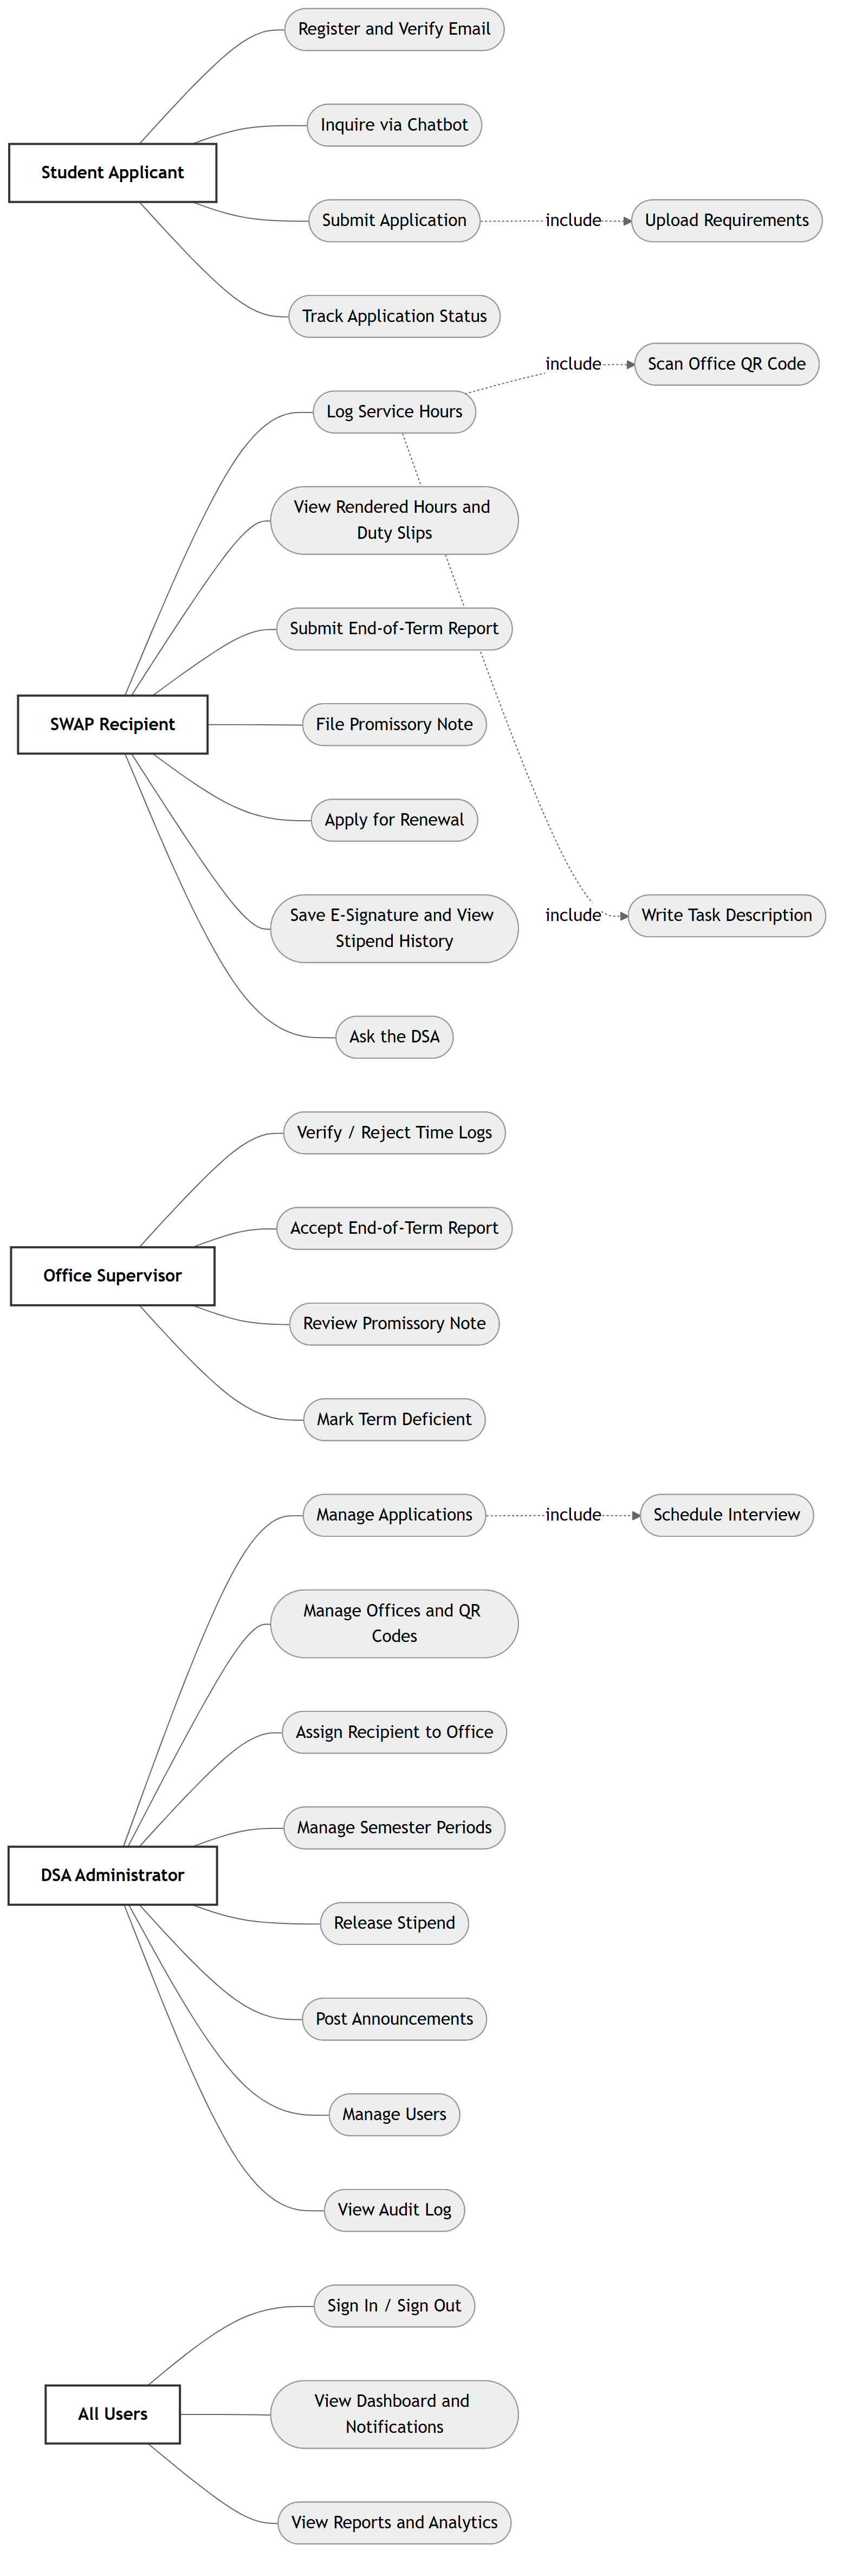 Register and Verify Email
Inquire via Chatbot
Student Applicant
Submit Application
include
Upload Requirements
Track Application Status
include
Scan Office QR Code
Log Service Hours
View Rendered Hours and
Duty Slips
Submit End-of-Term Report
SWAP Recipient
File Promissory Note
Apply for Renewal
Save E-Signature and View
Stipend History
include
Write Task Description
Ask the DSA
Verify / Reject Time Logs
Accept End-of-Term Report
Office Supervisor
Review Promissory Note
Mark Term Deficient
Manage Applications
include
Schedule Interview
Manage Offices and QR
Codes
Assign Recipient to Office
Manage Semester Periods
DSA Administrator
Release Stipend
Post Announcements
Manage Users
View Audit Log
Sign In / Sign Out
All Users
View Dashboard and
Notifications
View Reports and Analytics